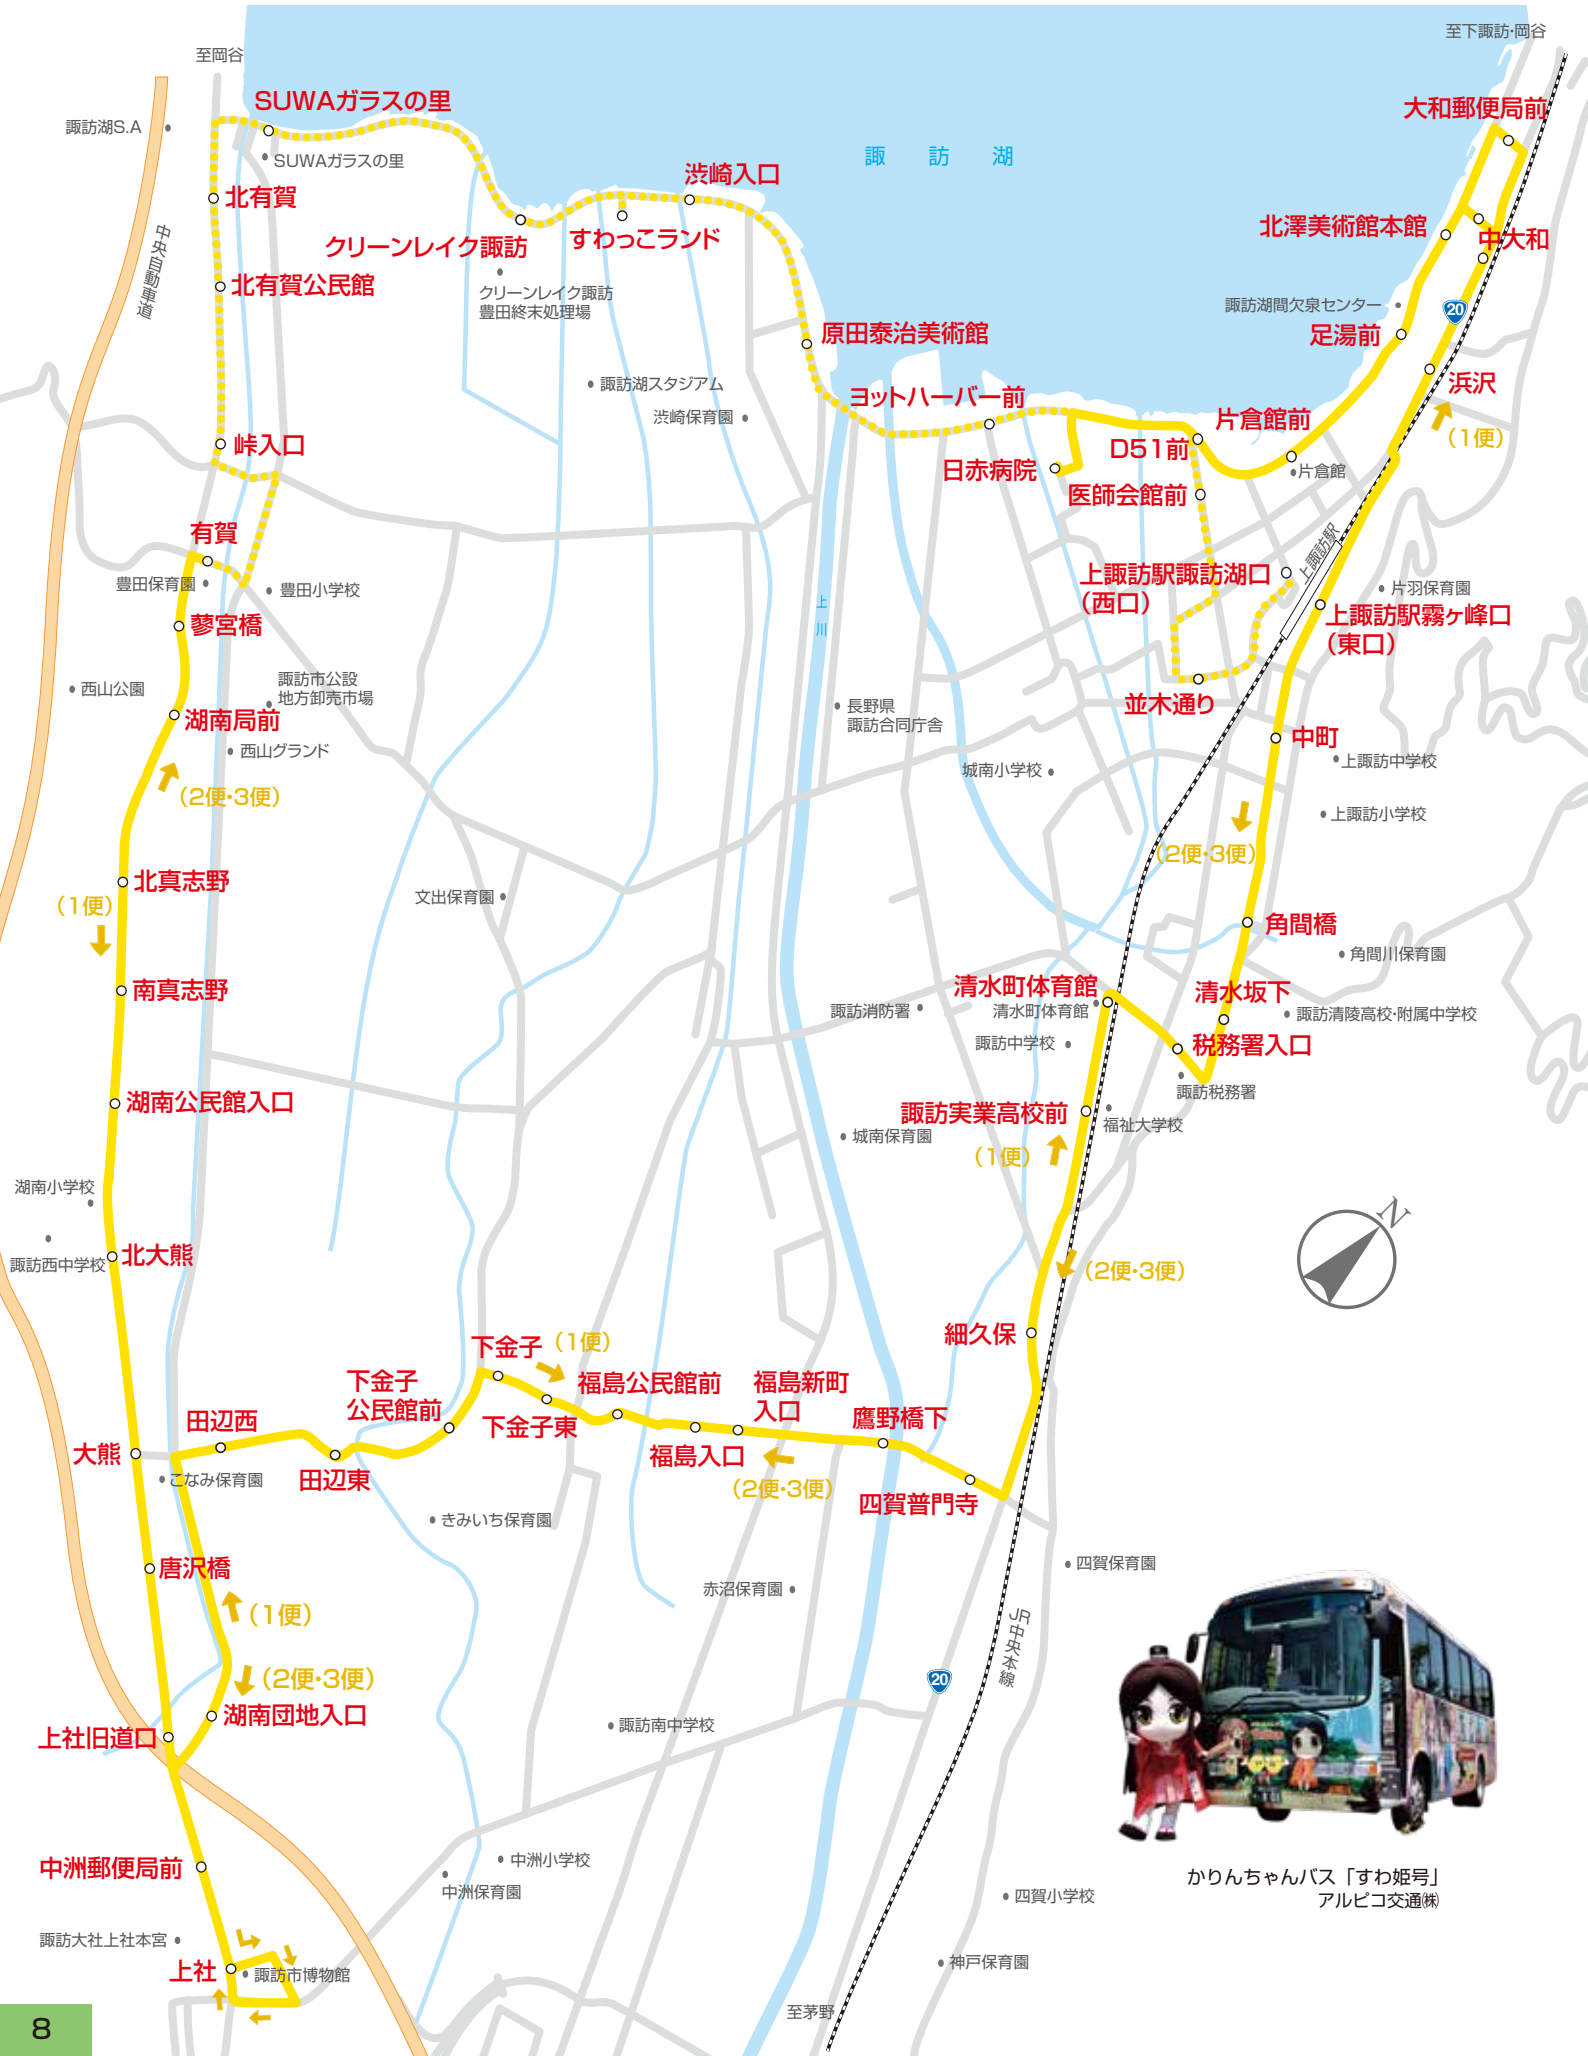 至岡谷
至下諏訪・岡谷
SUWAガラスの里
大和郵便局前
諏訪湖S.A
SUWAガラスの里
諏訪湖
渋崎入口
北有賀
中央自動車道
クリーンレイク諏訪
すわっこランド
北澤美術館本館
中大和
北有賀公民館
クリーンレイク諏訪
豊田終末処理場
諏訪湖間欠泉センター
20
足湯前
原田泰治美術館
諏訪湖スタジアム
渋崎保育園
ヨットハーバー前
浜沢
片倉館前
(1便)
峠入口
D51前
日赤病院
片倉館
医師会館前
有賀
上諏訪駅
豊田保育園
豊田小学校
上諏訪駅諏訪湖口
(西口)
片羽保育園
上川
蓼宮橋
上諏訪駅霧ヶ峰口
(東口)
西山公園
諏訪市公設
地方卸売市場
湖南局前
長野県
諏訪合同庁舎
並木通り
西山グランド
中町
上諏訪中学校
城南小学校
(2便・3便)
上諏訪小学校
(2便・3便)
北真志野
文出保育園
(1便)
角間橋
角間川保育園
南真志野
清水町体育館
清水坂下
諏訪消防署
清水町体育館
諏訪清陵高校・附属中学校
諏訪中学校
税務署入口
諏訪税務署
湖南公民館入口
諏訪実業高校前
福祉大学校
城南保育園
(1便)
湖南小学校
諏訪西中学校
北大熊
(2便・3便)
N
細久保
下金子
(1便)
下金子
公民館前
福島公民館前
福島新町
入口
田辺西
下金子東
鷹野橋下
大熊
福島入口
こなみ保育園
田辺東
(2便・3便)
四賀普門寺
きみいち保育園
唐沢橋
四賀保育園
赤沼保育園
(1便)
JR中央本線
(2便・3便)
20
湖南団地入口
諏訪南中学校
上社旧道口
中洲小学校
中洲郵便局前
中洲保育園
かりんちゃんバス「すわ姫号」
アルピコ交通㈱
四賀小学校
諏訪大社上社本宮
上社
諏訪市博物館
神戸保育園
至茅野
8